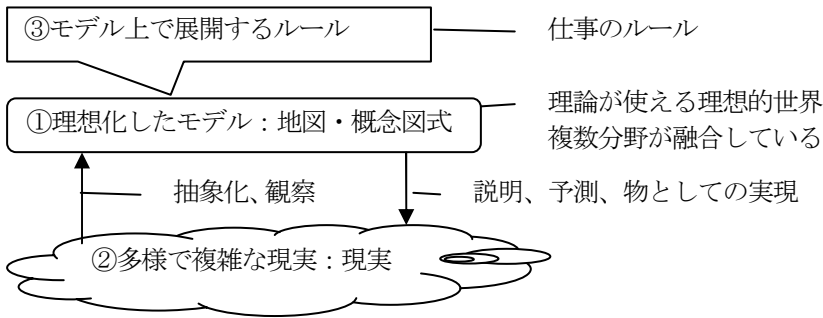 ③モデル上で展開するルール
仕事のルール
①理想化したモデル：地図・概念図式
理論が使える理想的世界
複数分野が融合している
抽象化、観察
説明、予測、物としての実現
②多様で複雑な現実：現実